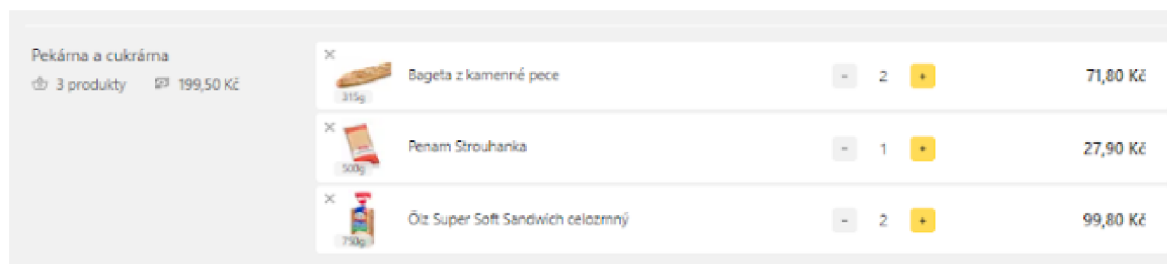 Pekárna a cukrárna
3 produkty 199,50 Kč
315g
Bageta z kamenné pece
- 2 +
71,80 Kč
500g
Penam Strouhanka
- 1 +
27,90 Kč
750g
Ölz Super Soft Sandwich celozrnný
- 2 +
99,80 Kč